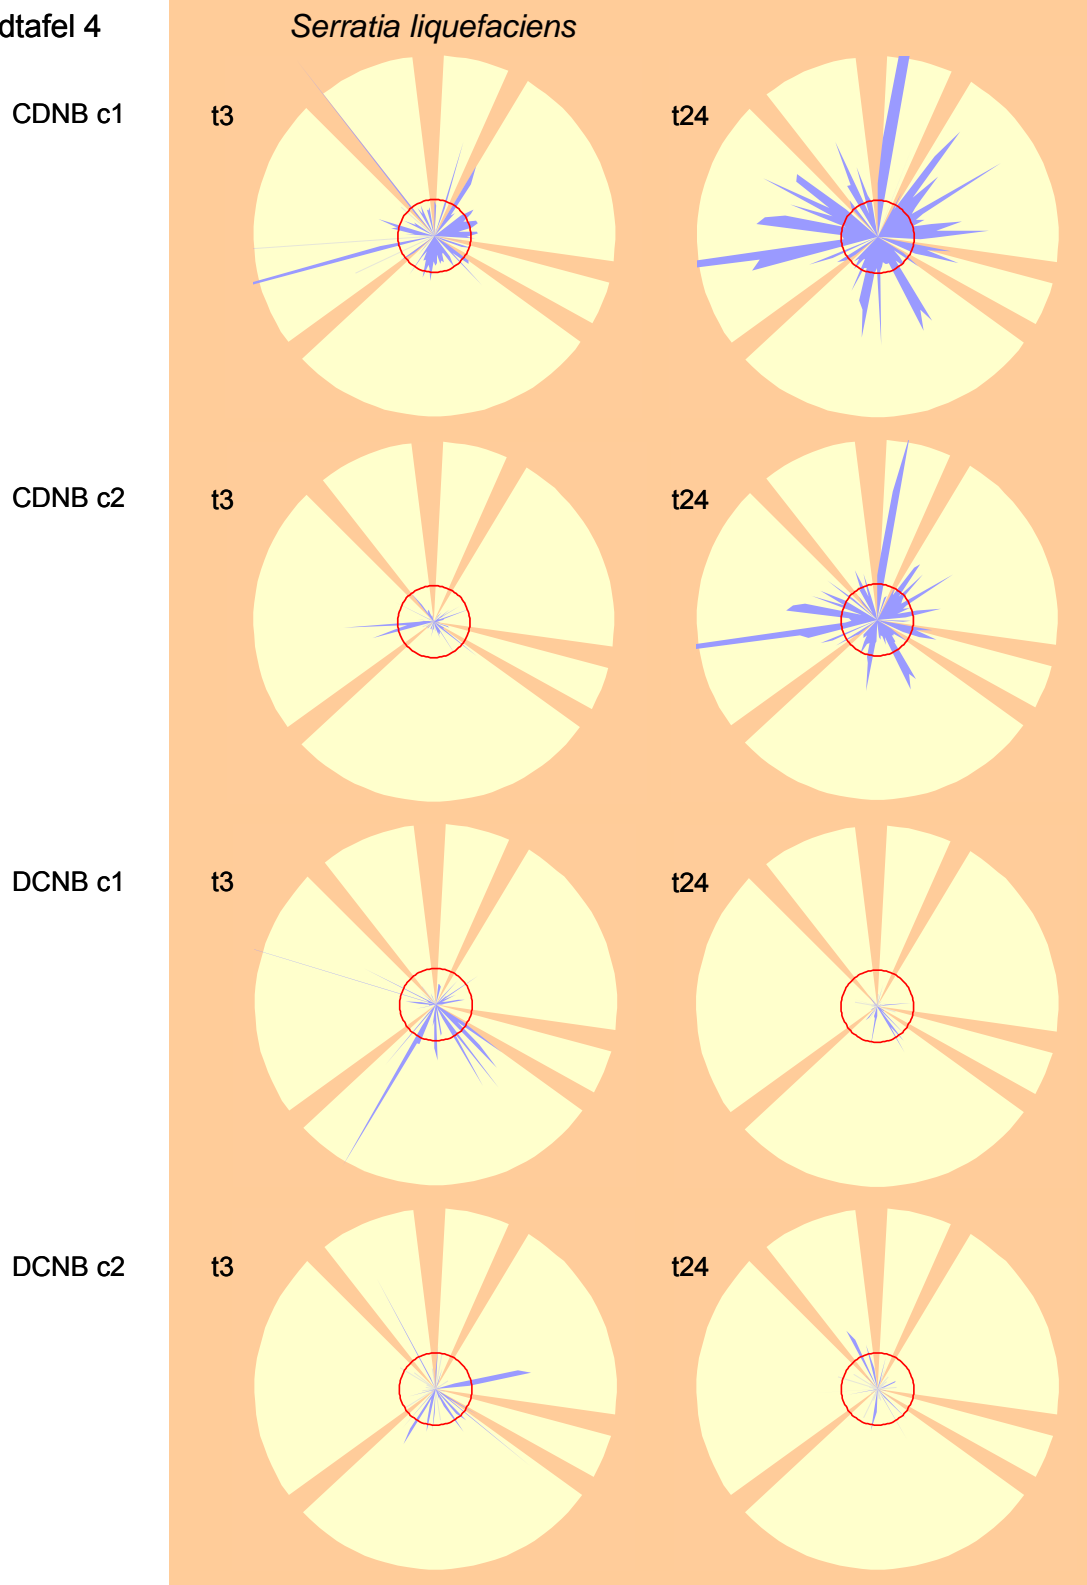 dtafel 4
Serratia liquefaciens
CDNB c1
t3
t24
CDNB c2
t3
t24
DCNB c1
t3
t24
DCNB c2
t3
t24